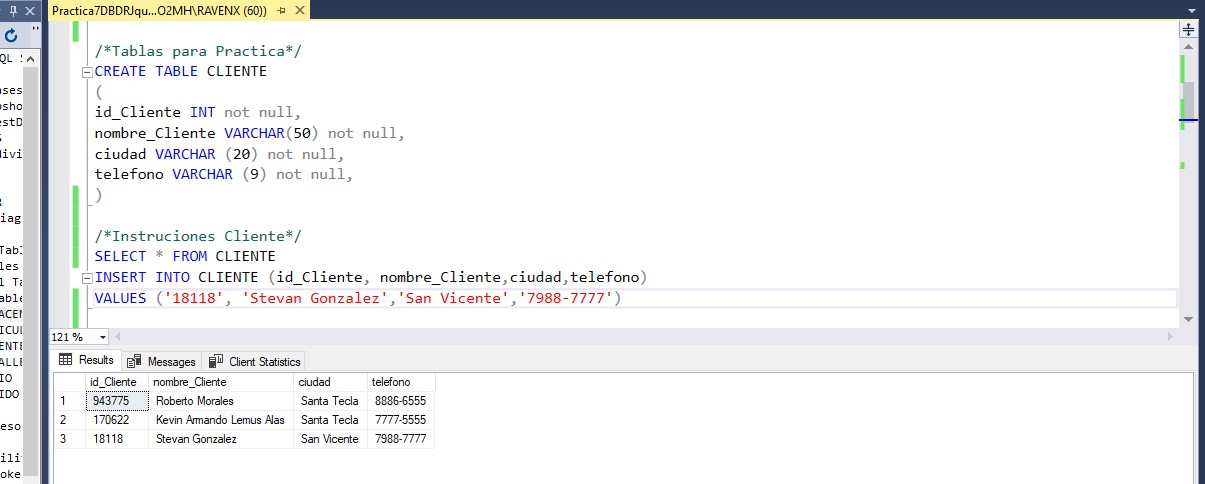 Practica7DBDRJqu...O2MH\RAVENX (60))
/*Tablas para Practica*/
CREATE TABLE CLIENTE
(
id_Cliente INT not null,
nombre_Cliente VARCHAR(50) not null,
ciudad VARCHAR (20) not null,
telefono VARCHAR (9) not null,
)
/*Instruciones Cliente*/
SELECT * FROM CLIENTE
INSERT INTO CLIENTE (id_Cliente, nombre_Cliente,ciudad,telefono)
VALUES ('18118', 'Stevan Gonzalez','San Vicente','7988-7777')
121 %
Results Messages Client Statistics
id_Cliente nombre_Cliente ciudad telefono
1 943775 Roberto Morales Santa Tecla 8886-6555
2 170622 Kevin Armando Lemus Alas Santa Tecla 7777-5555
3 18118 Stevan Gonzalez San Vicente 7988-7777